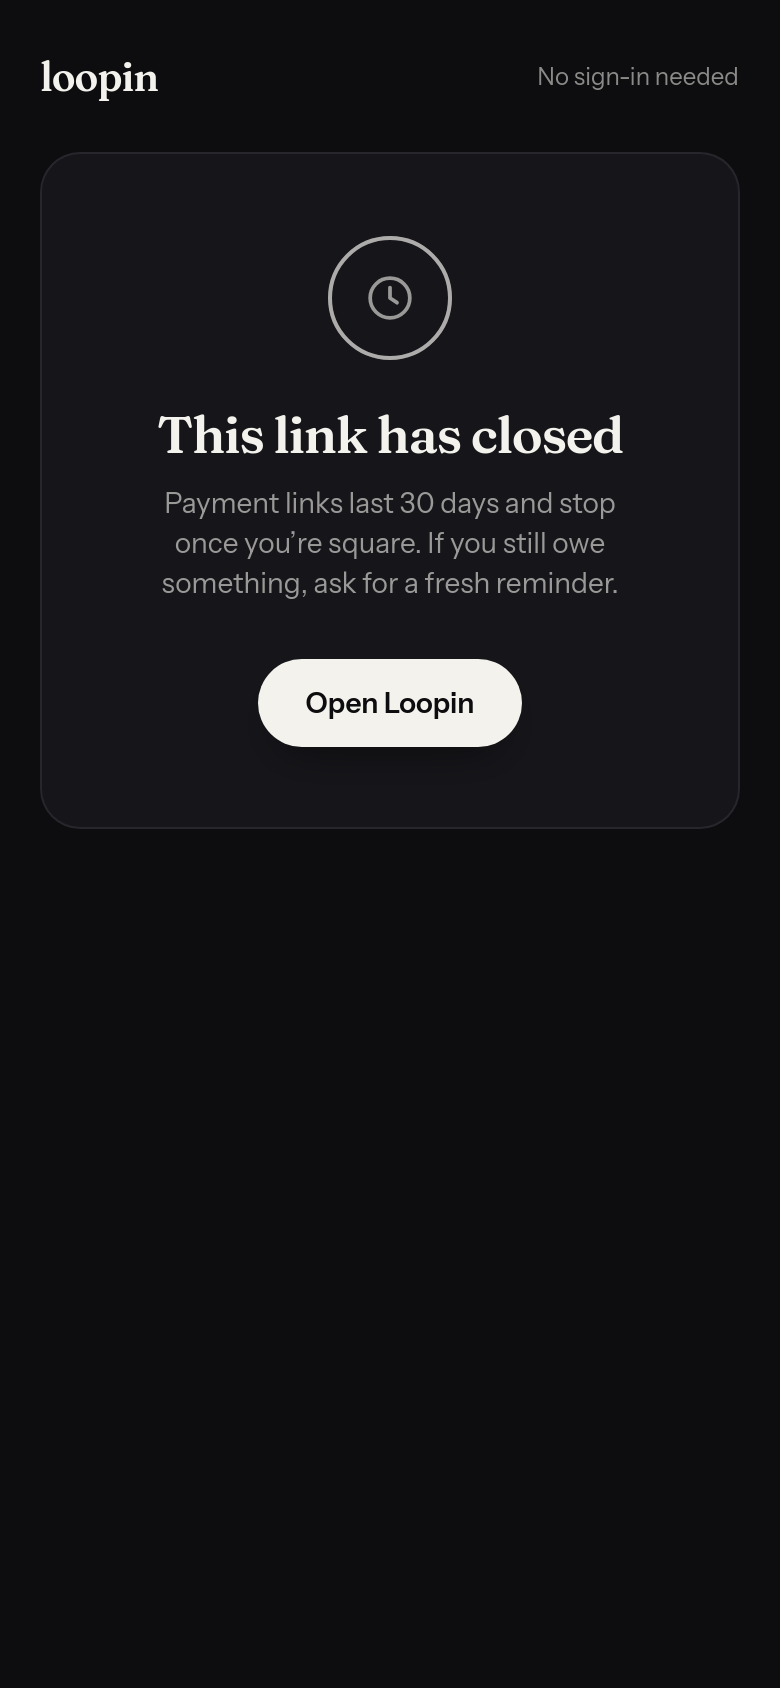 loopin
No sign-in needed
This link has closed
Payment links last 30 days and stop
once you’re square. If you still owe
something, ask for a fresh reminder.
Open Loopin